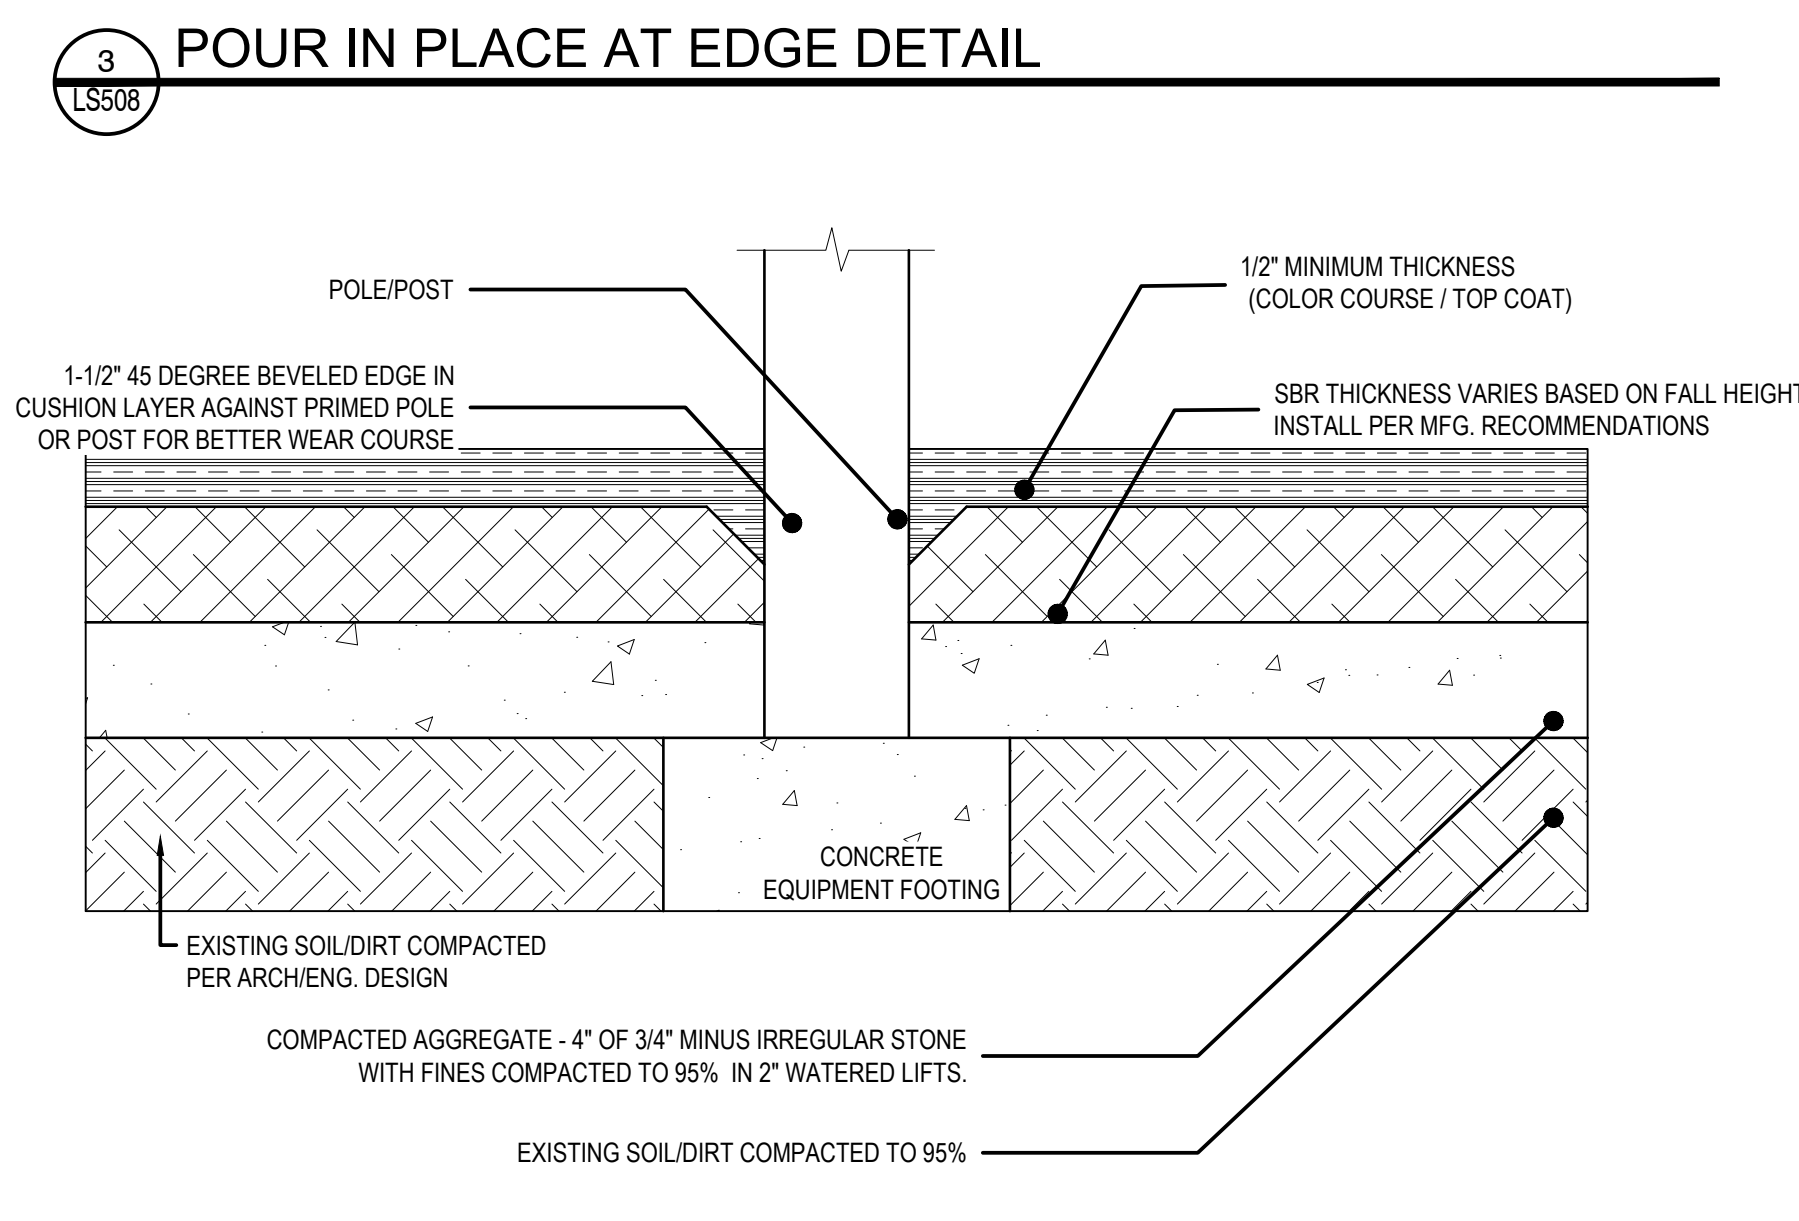 3
LS508
POUR IN PLACE AT EDGE DETAIL
POLE/POST
1/2" MINIMUM THICKNESS
(COLOR COURSE / TOP COAT)
1-1/2" 45 DEGREE BEVELED EDGE IN
CUSHION LAYER AGAINST PRIMED POLE
OR POST FOR BETTER WEAR COURSE
SBR THICKNESS VARIES BASED ON FALL HEIGHT
INSTALL PER MFG. RECOMMENDATIONS
CONCRETE
EQUIPMENT FOOTING
EXISTING SOIL/DIRT COMPACTED
PER ARCH/ENG. DESIGN
COMPACTED AGGREGATE - 4" OF 3/4" MINUS IRREGULAR STONE
WITH FINES COMPACTED TO 95% IN 2" WATERED LIFTS.
EXISTING SOIL/DIRT COMPACTED TO 95%